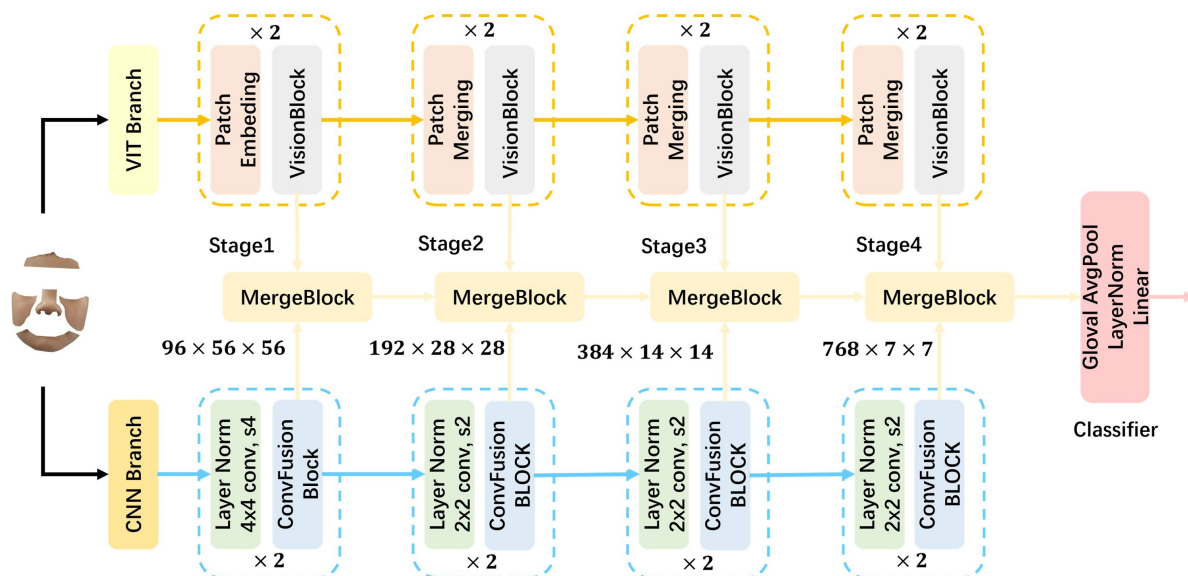 × 2
× 2
× 2
× 2
VIT Branch
Patch
Embeding
VisionBlock
Patch
Merging
VisionBlock
Patch
Merging
VisionBlock
Patch
Merging
VisionBlock
Stage1
Stage2
Stage3
Stage4
MergeBlock
MergeBlock
MergeBlock
MergeBlock
Gloval AvgPool
LayerNorm
Linear
96 × 56 × 56
192 × 28 × 28
384 × 14 × 14
768 × 7 × 7
Classifier
CNN Branch
Layer Norm
4x4 conv, s4
ConvFusion
Block
Layer Norm
2x2 conv, s2
ConvFusion
BLOCK
Layer Norm
2x2 conv, s2
ConvFusion
BLOCK
Layer Norm
2x2 conv, s2
ConvFusion
BLOCK
× 2
× 2
× 2
× 2